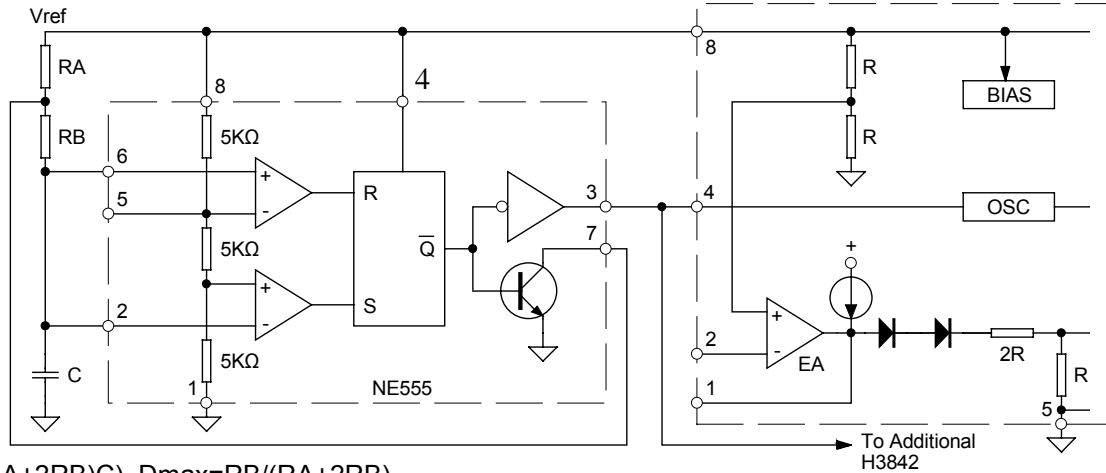 Vref
RA
RB
C
8
4
5KΩ
5KΩ
5KΩ
6
5
2
1
+
-
+
-
R
S
Q̅
3
7
NE555
8
R
R
BIAS
4
OSC
+
2
1
+
-
EA
2R
R
5
To Additional
H3842
A+2RB)C) Dmax=RB/(RA+2RB)